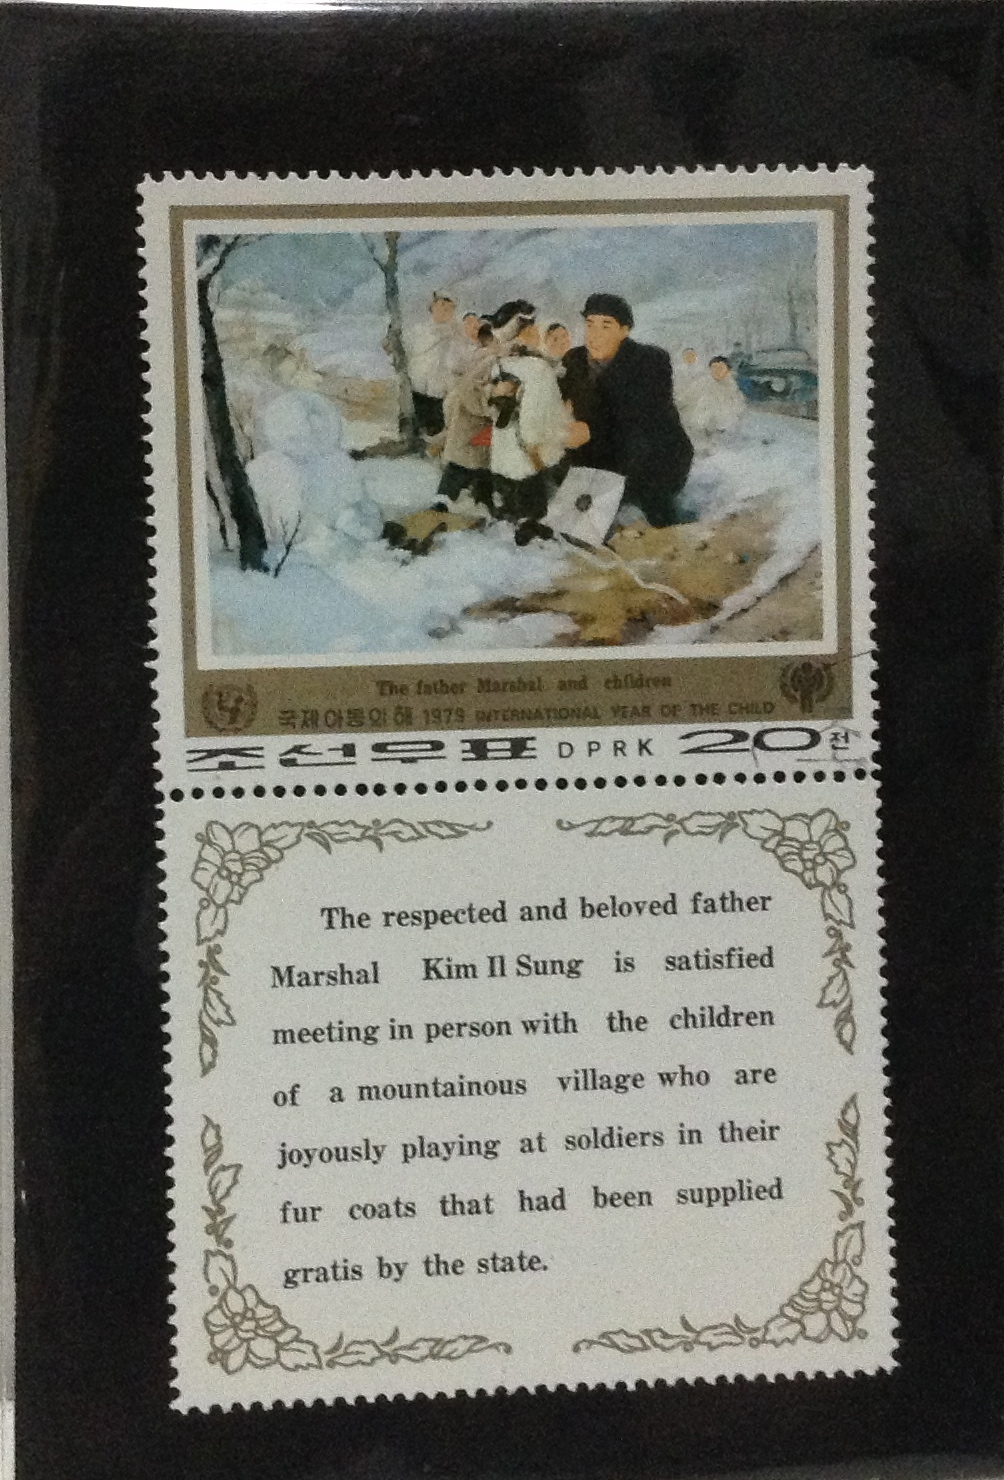 The father Marshal and children
국제아동의해 1979 INTERNATIONAL YEAR OF THE CHILD
조선우표 DPRK 20전
The respected and beloved father
Marshal Kim Il Sung is satisfied
meeting in person with the children
of a mountainous village who are
joyously playing at soldiers in their
fur coats that had been supplied
gratis by the state.